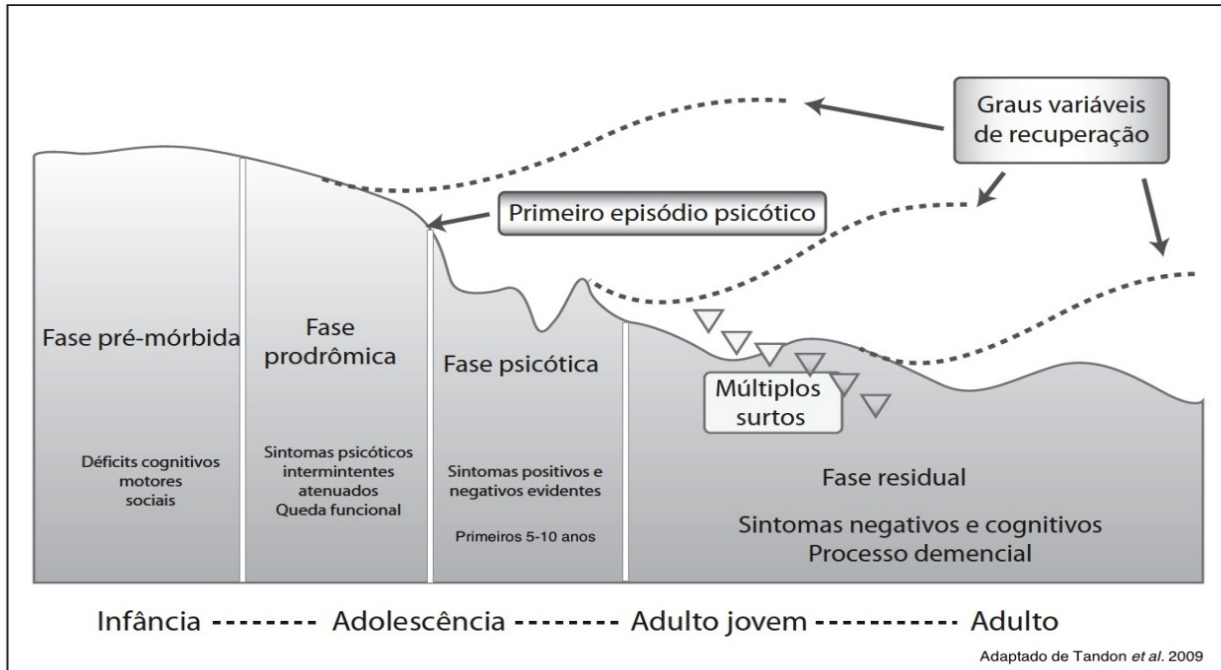 Graus variáveis
de recuperação
Primeiro episódio psicótico
Fase pré-mórbida
Déficits cognitivos
motores
sociais
Fase
prodrômica
Sintomas psicóticos
intermintentes
atenuados
Queda funcional
Fase psicótica
Sintomas positivos e
negativos evidentes
Primeiros 5-10 anos
Múltiplos
surtos
Fase residual
Sintomas negativos e cognitivos
Processo demencial
Infância ------- Adolescência ------- Adulto jovem ------- Adulto
Adaptado de Tandon et al. 2009